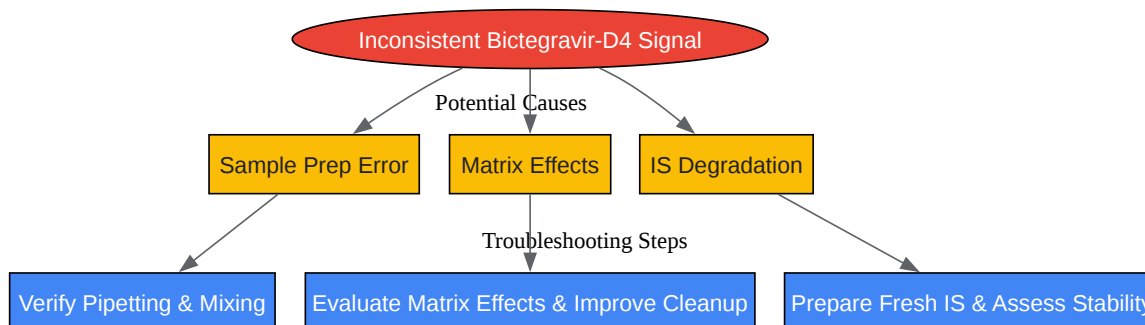 Inconsistent Bictegravir-D4 Signal
Potential Causes
Sample Prep Error
Matrix Effects
IS Degradation
Troubleshooting Steps
Verify Pipetting & Mixing
Evaluate Matrix Effects & Improve Cleanup
Prepare Fresh IS & Assess Stability